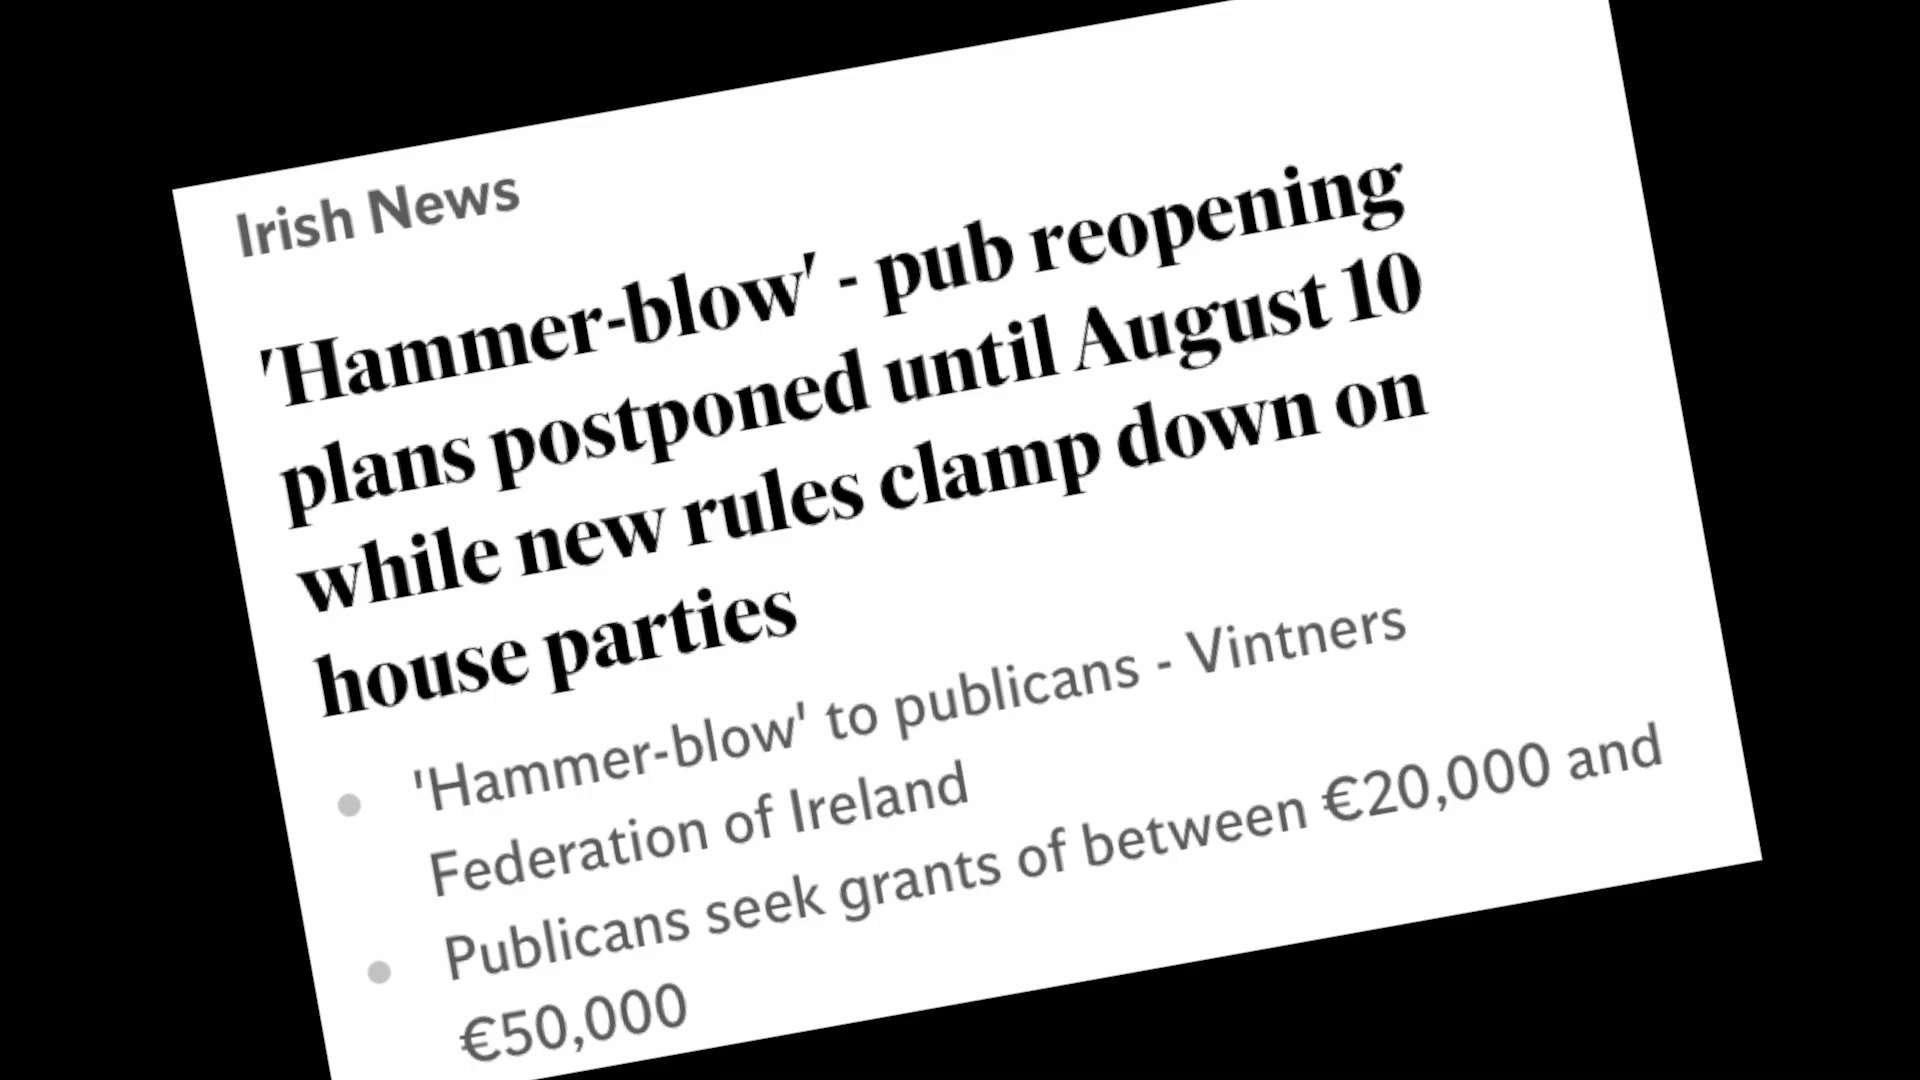 Irish News
'Hammer-blow' - pub reopening
plans postponed until August 10
while new rules clamp down on
house parties
'Hammer-blow' to publicans - Vintners
Federation of Ireland
Publicans seek grants of between €20,000 and
€50,000